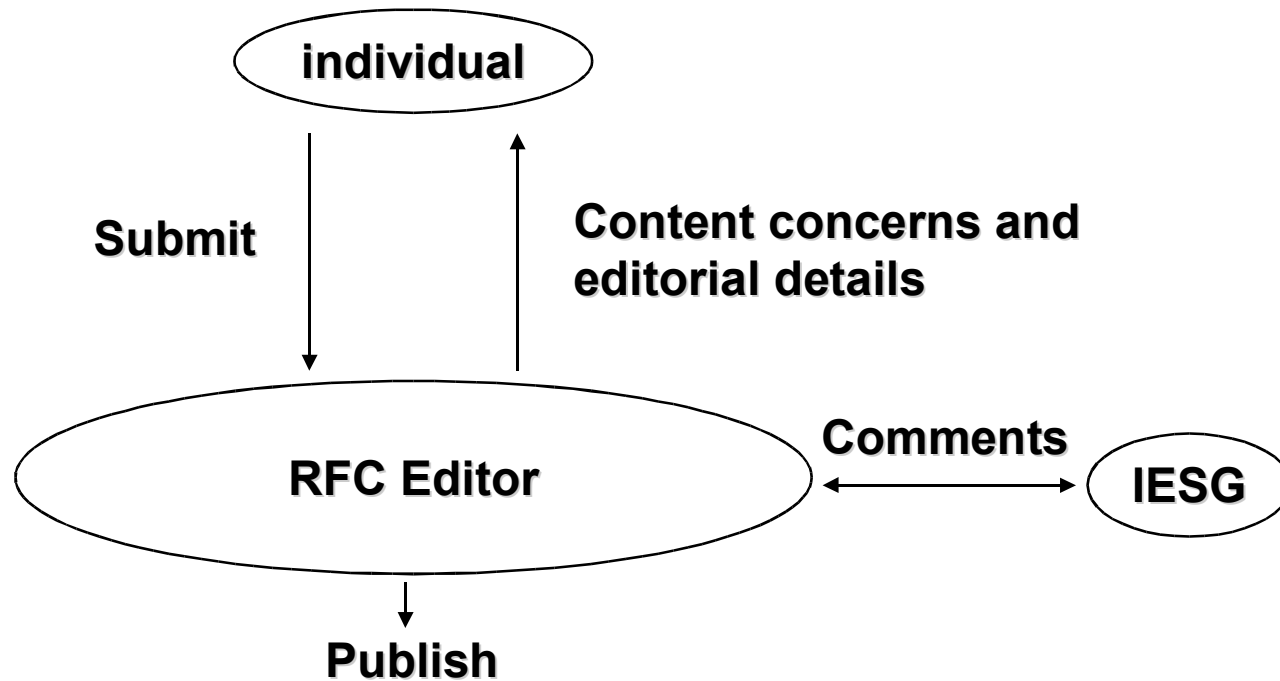 individual
Submit
Content concerns and
editorial details
Comments
RFC Editor
IESG
Publish